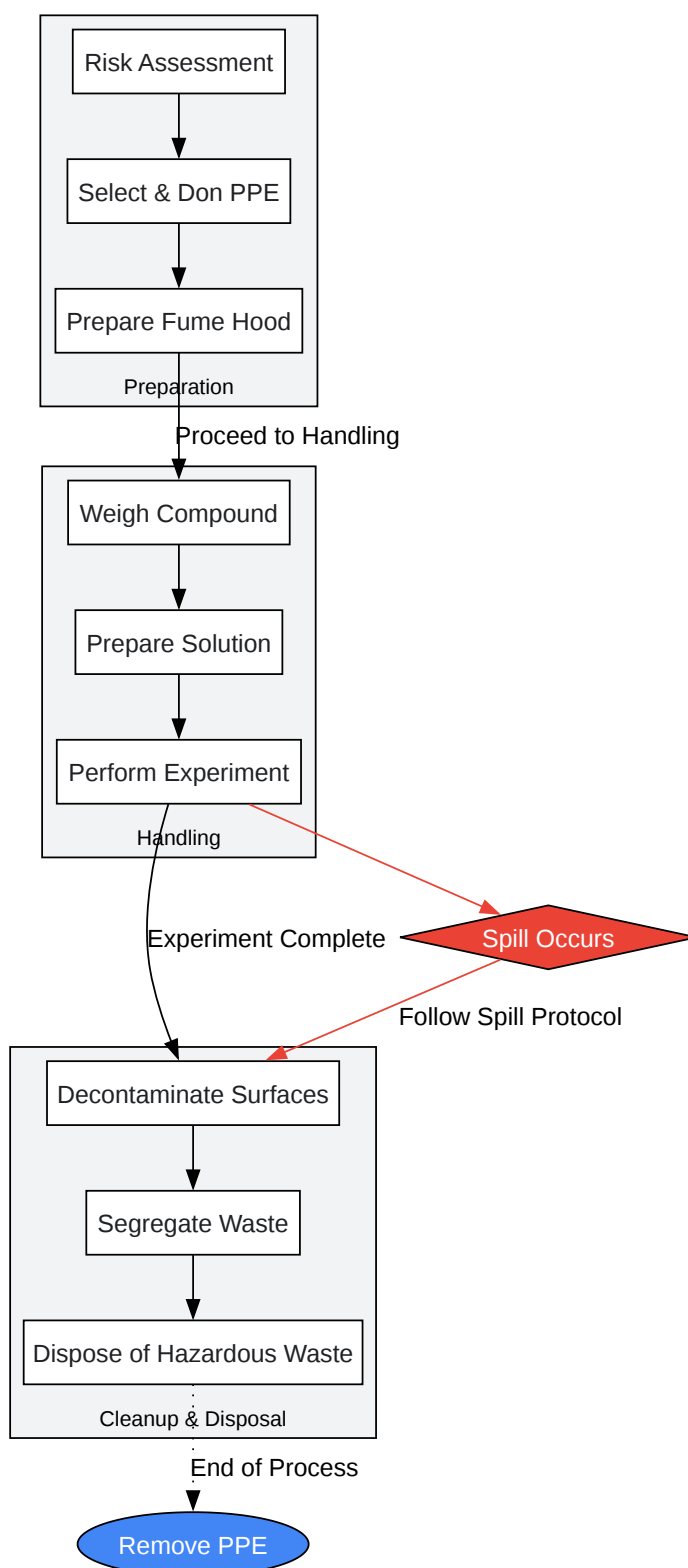 Risk Assessment
Select & Don PPE
Prepare Fume Hood
Preparation
Proceed to Handling
Weigh Compound
Prepare Solution
Perform Experiment
Handling
Experiment Complete
Spill Occurs
Follow Spill Protocol
Decontaminate Surfaces
Segregate Waste
Dispose of Hazardous Waste
Cleanup & Disposal
End of Process
Remove PPE